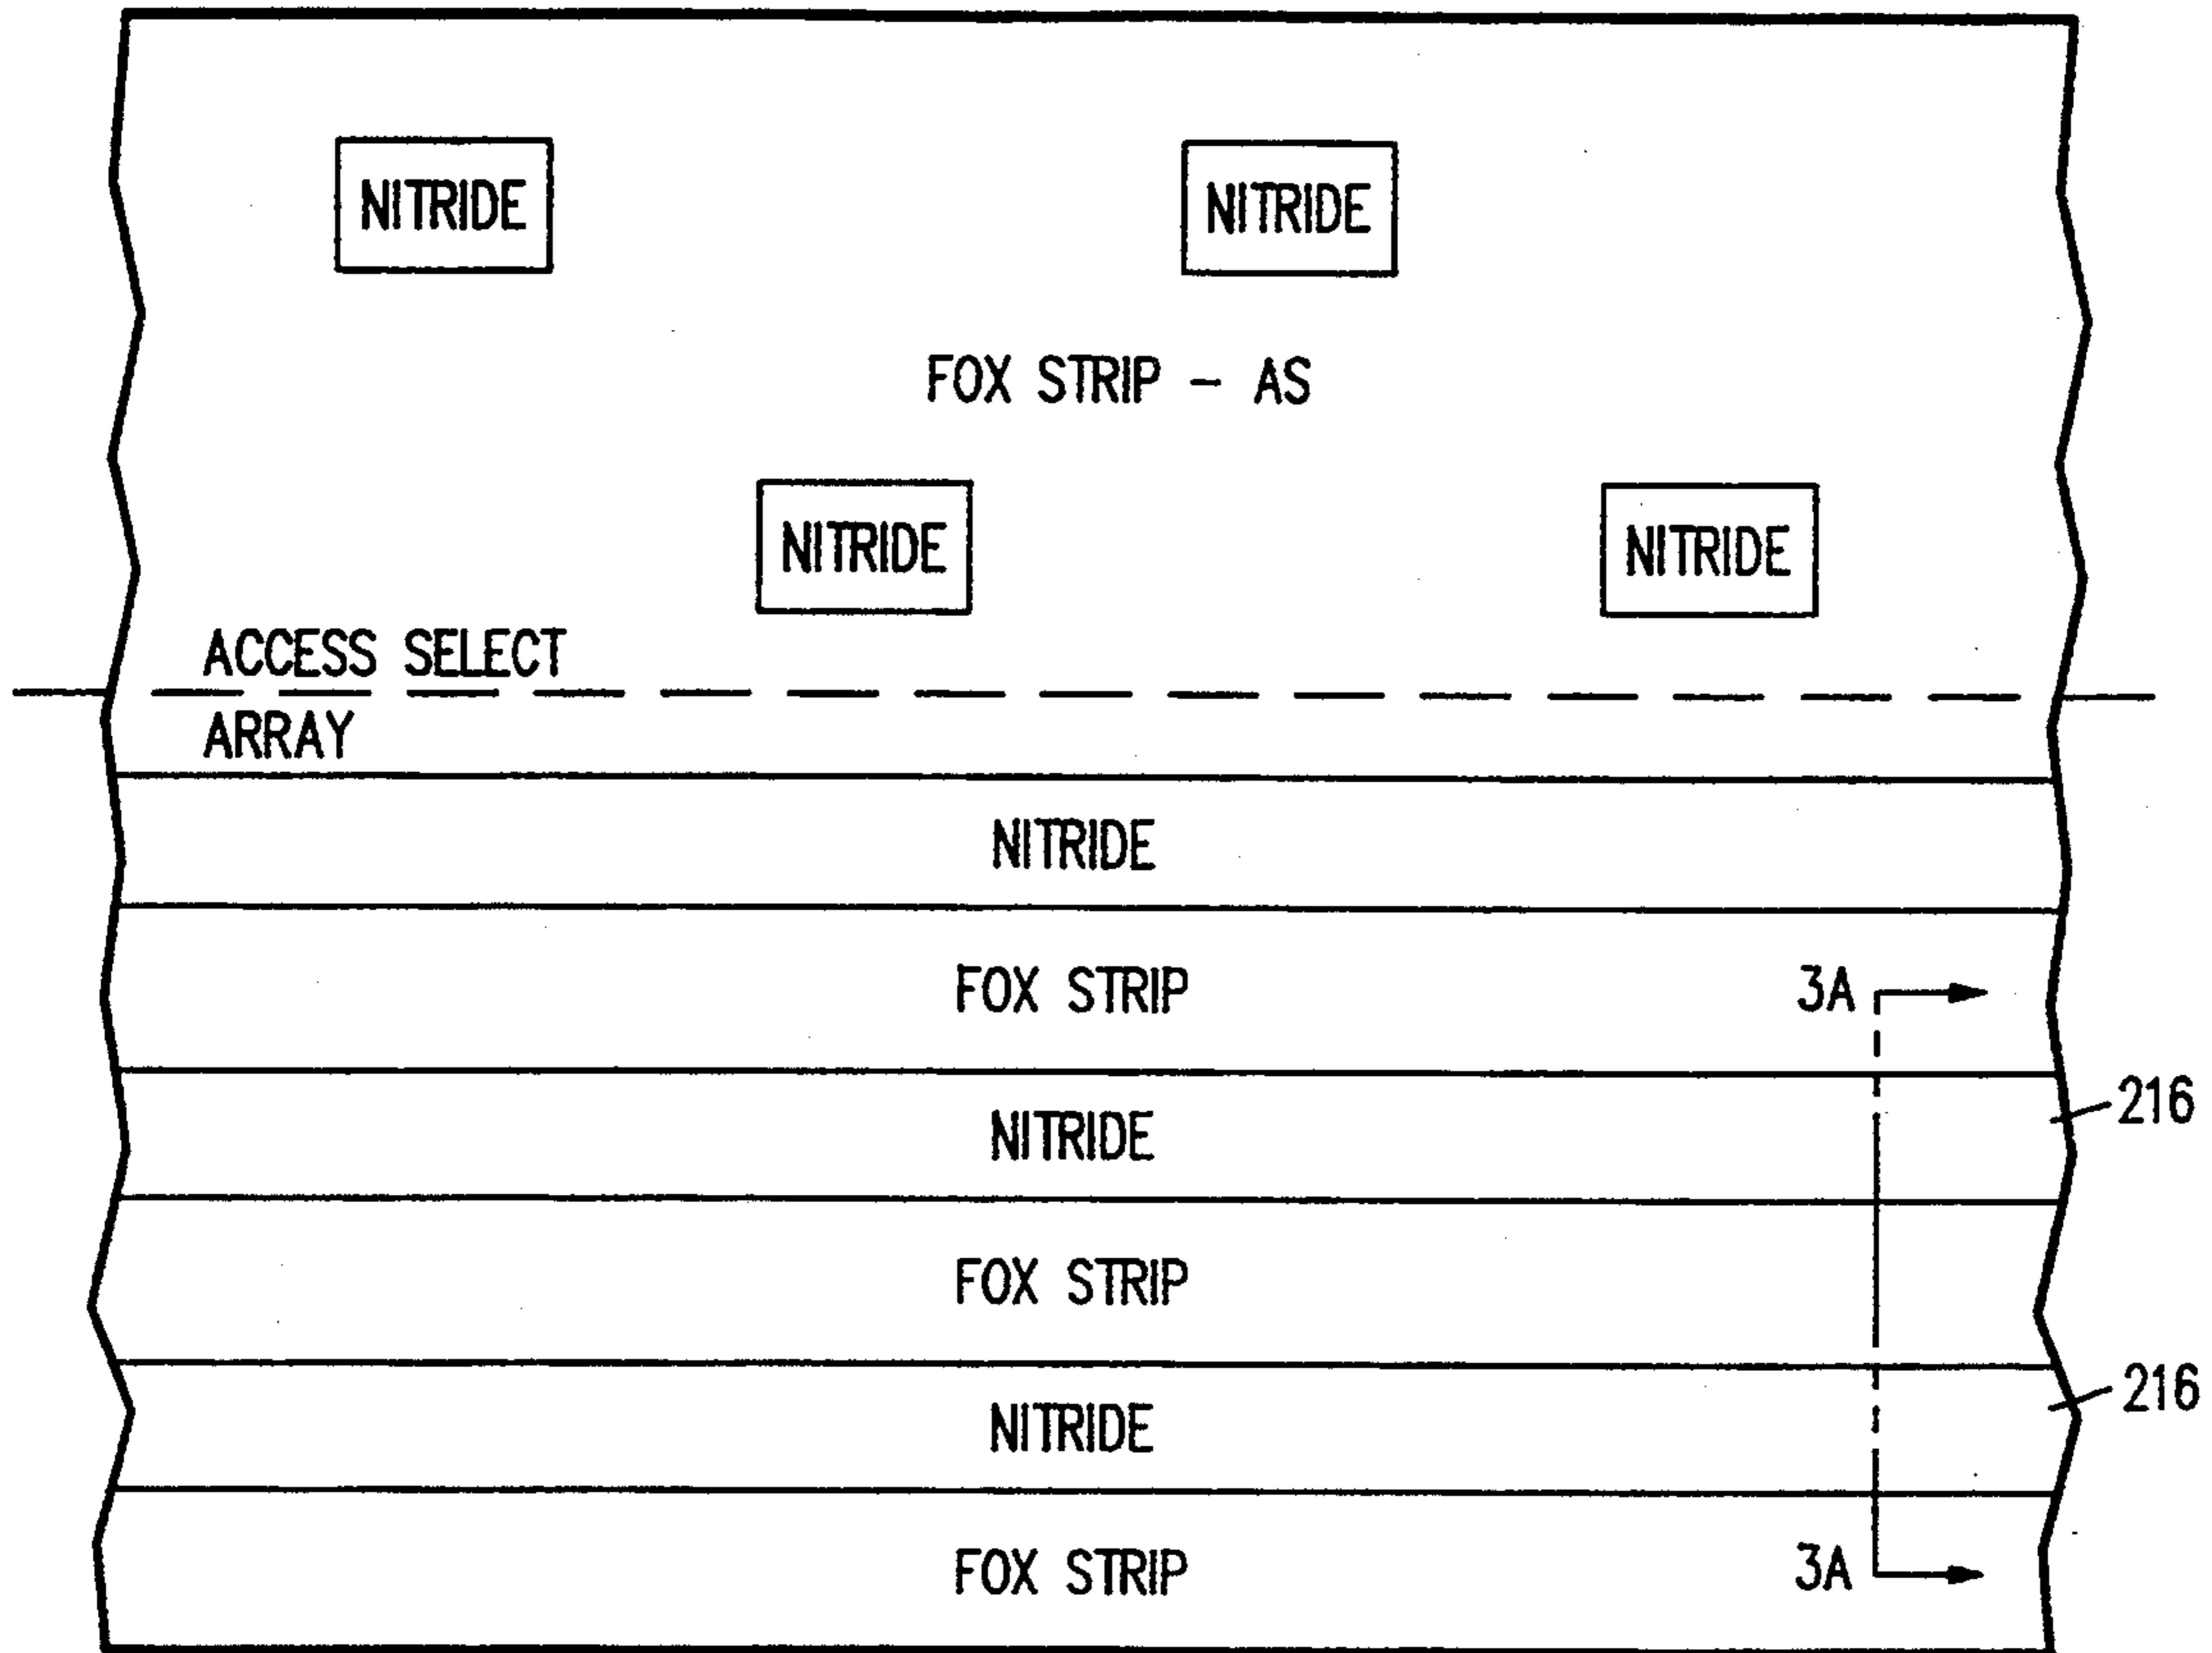 NITRIDE NITRIDE
FOX STRIP - AS
NITRIDE NITRIDE
ACCESS SELECT
ARRAY
NITRIDE
FOX STRIP 3A
NITRIDE 216
FOX STRIP
NITRIDE 216
FOX STRIP 3A